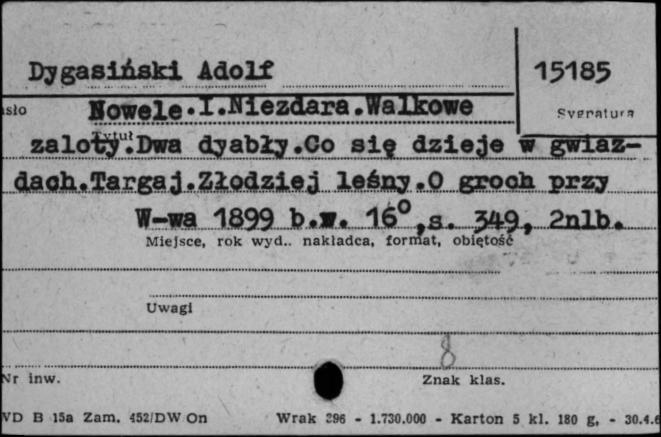 Dygasiński Adolf
15185
Nowele.I.Niezdara.Walkowe
Sygnatura
Tytuł
zaloty.Dwa dyabły.Co się dzieje w gwiaz-
dach.Targaj.Złodziej leśny.O groch przy
W-wa 1899 b.w. 16°,s. 349, 2nlb.
Miejsce, rok wyd.. nakładca, format, objętość
Uwagi
8
Nr inw.
Znak klas.
VD B 15a Zam. 452/DW On Wrak 296 - 1.730.000 - Karton 5 kl. 180 g, - 30.4.6